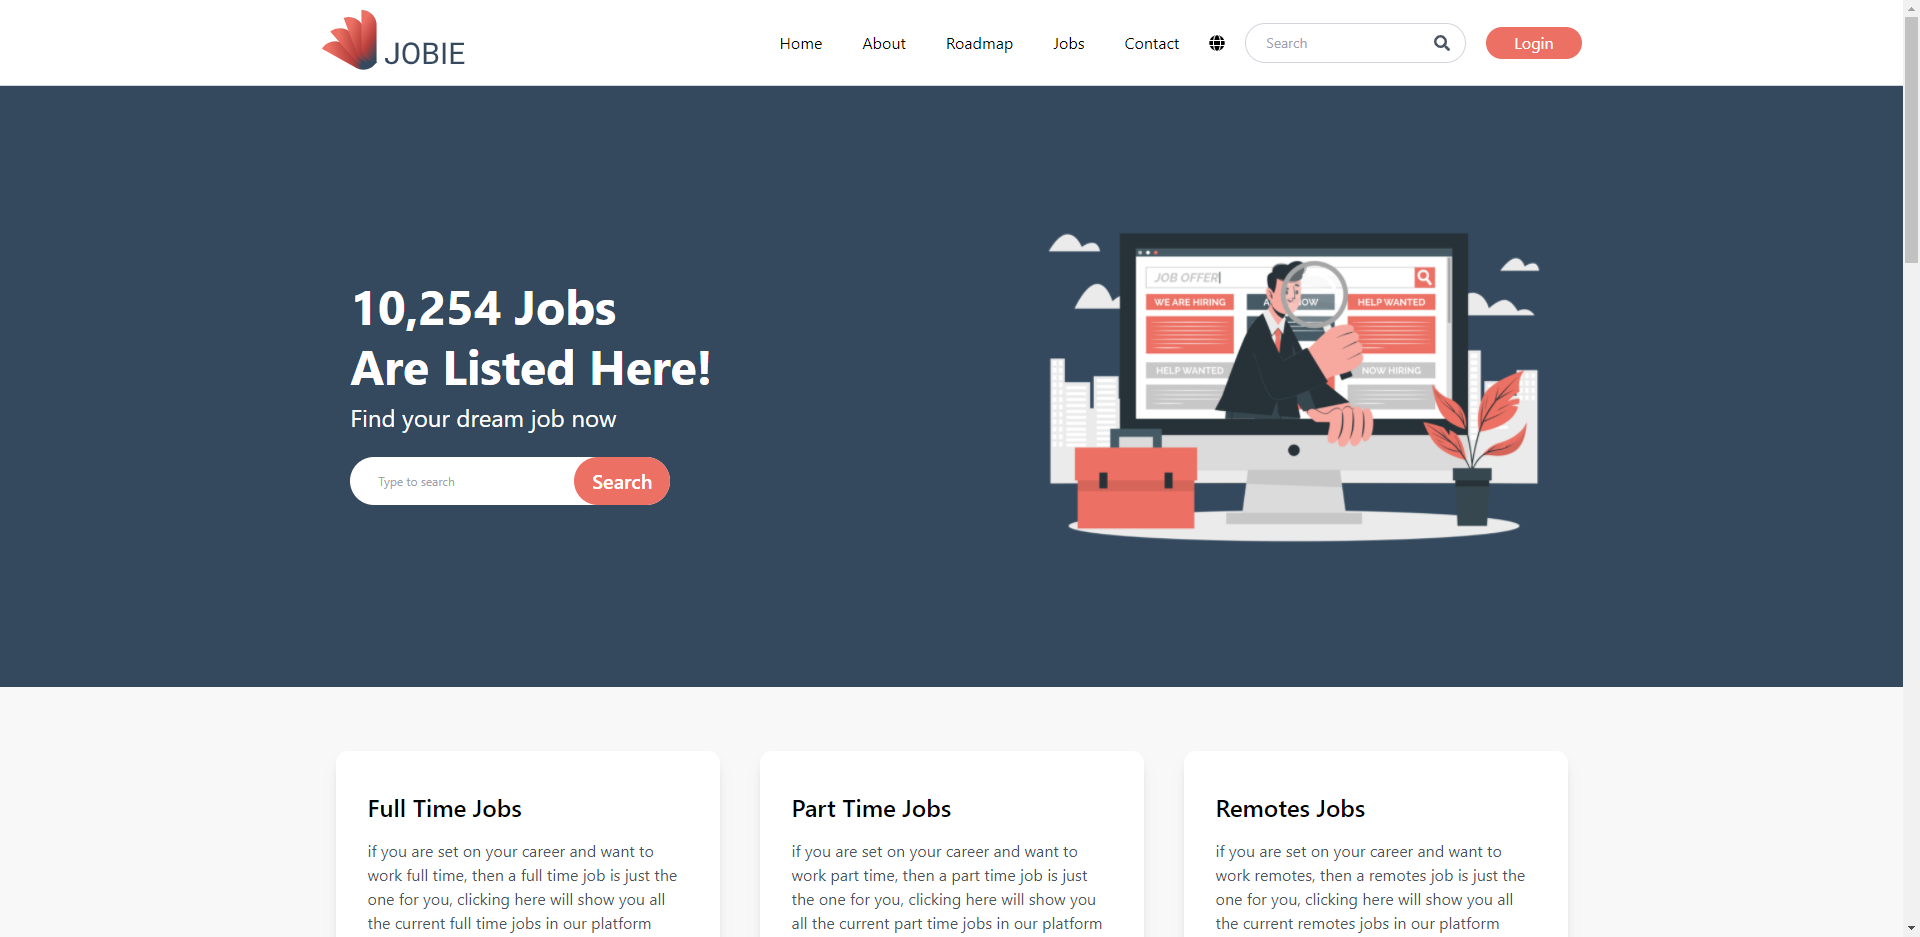 JOBIE
Home About Roadmap Jobs Contact Search Login
10,254 Jobs
Are Listed Here!
Find your dream job now
Type to search Search
JOB OFFER
WE ARE HIRING HELP WANTED
HELP WANTED NOW HIRING
Full Time Jobs
if you are set on your career and want to
work full time, then a full time job is just the
one for you, clicking here will show you all
the current full time jobs in our platform
Part Time Jobs
if you are set on your career and want to
work part time, then a part time job is just
the one for you, clicking here will show you
all the current part time jobs in our platform
Remotes Jobs
if you are set on your career and want to
work remotes, then a remotes job is just the
one for you, clicking here will show you all
the current remotes jobs in our platform